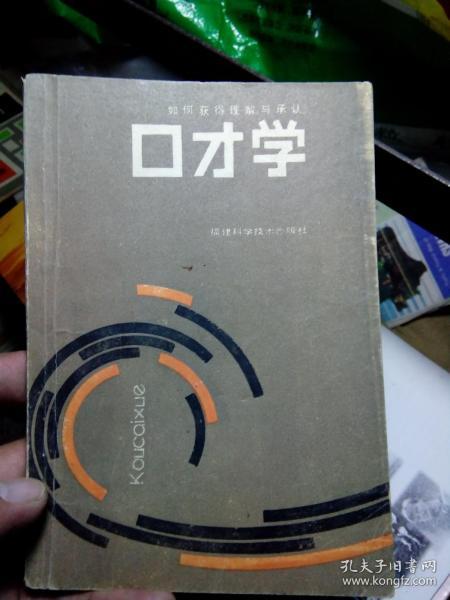 如何获得理解与承认
口才学
福建科学技术出版社
Koucaixue
孔夫子旧书网
www.kongfz.com